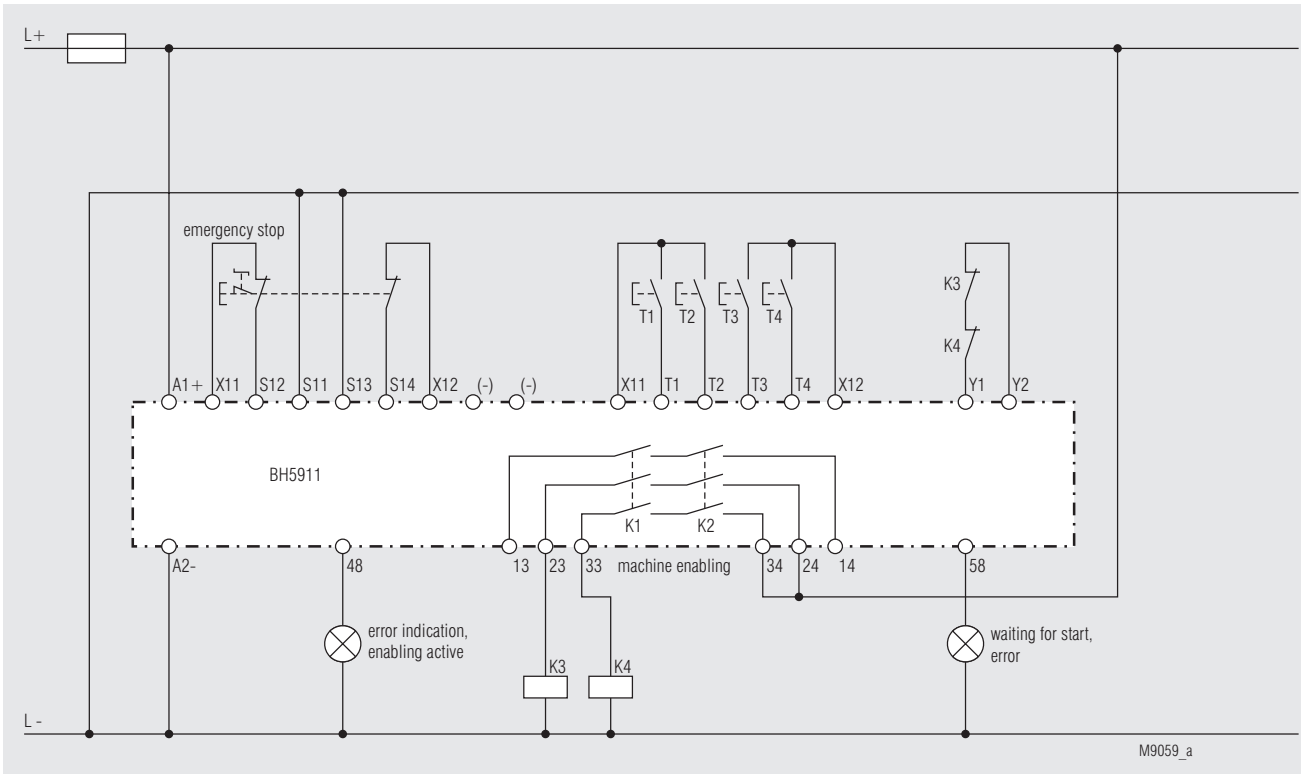 L+
emergency stop
K3
T1 T2 T3 T4
K4
A1+ X11 S12 S11 S13 S14 X12 (-) (-) X11 T1 T2 T3 T4 X12 Y1 Y2
BH5911
K1 K2
A2- 48 13 23 33 machine enabling 34 24 14 58
error indication,
enabling active
waiting for start,
error
K3 K4
L -
M9059_a